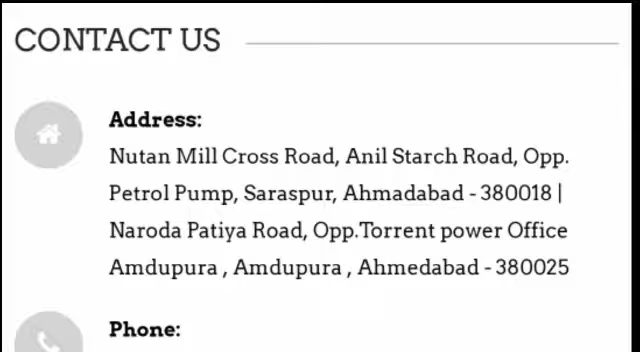 CONTACT US
Address:
Nutan Mill Cross Road, Anil Starch Road, Opp.
Petrol Pump, Saraspur, Ahmadabad - 380018 |
Naroda Patiya Road, Opp.Torrent power Office
Amdupura , Amdupura , Ahmedabad - 380025
Phone: